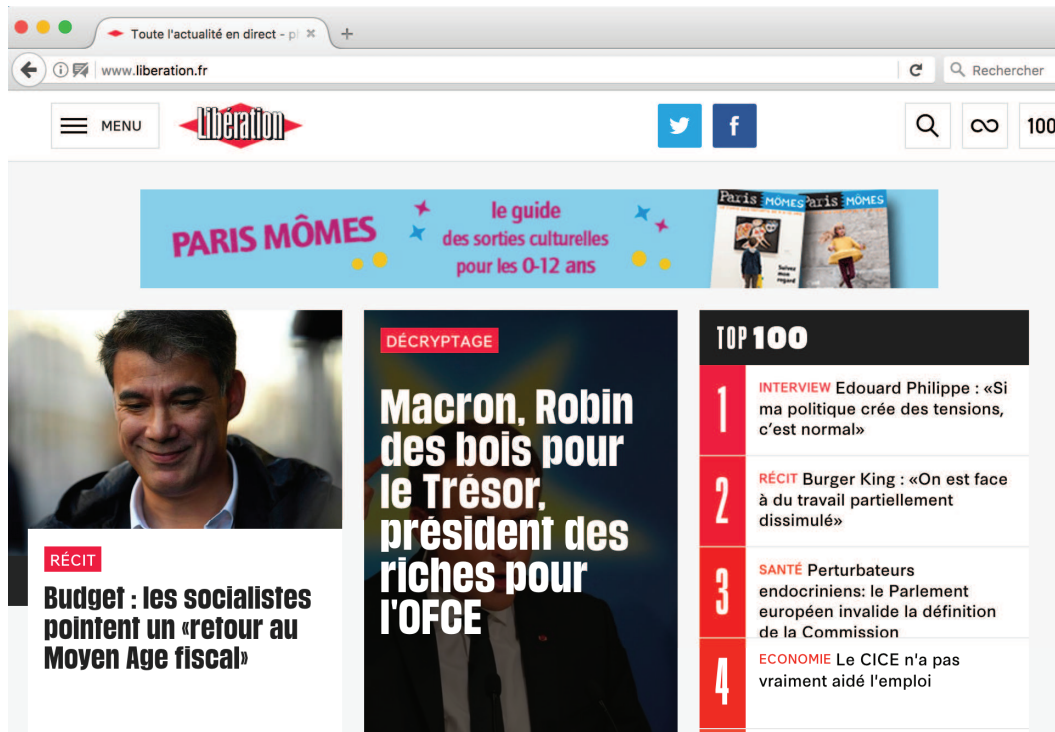 Toute l'actualité en direct - pl
www.liberation.fr
Rechercher
MENU
Libération
100
PARIS MÔMES
le guide
des sorties culturelles
pour les 0-12 ans
Paris MÔMES
Paris MÔMES
Suivez
mon
regard
RÉCIT
Budget : les socialistes
pointent un «retour au
Moyen Age fiscal»
DÉCRYPTAGE
Macron, Robin
des bois pour
le Trésor,
président des
riches pour
l'OFCE
TOP 100
1
INTERVIEW Edouard Philippe : «Si
ma politique crée des tensions,
c'est normal»
2
RÉCIT Burger King : «On est face
à du travail partiellement
dissimulé»
3
SANTÉ Perturbateurs
endocriniens: le Parlement
européen invalide la définition
de la Commission
4
ECONOMIE Le CICE n'a pas
vraiment aidé l'emploi